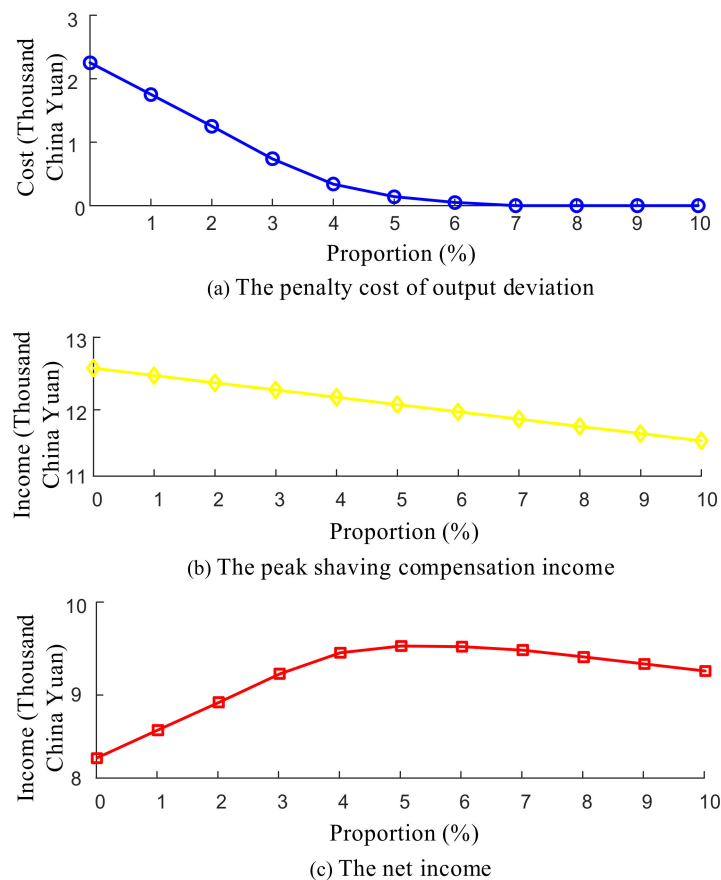 3
2
1
0
Cost (Thousand
China Yuan)
1 2 3 4 5 6 7 8 9 10
Proportion (%)
(a) The penalty cost of output deviation
13
12
11
Income (Thousand
China Yuan)
0 1 2 3 4 5 6 7 8 9 10
Proportion (%)
(b) The peak shaving compensation income
10
9
8
Income (Thousand
China Yuan)
0 1 2 3 4 5 6 7 8 9 10
Proportion (%)
(c) The net income